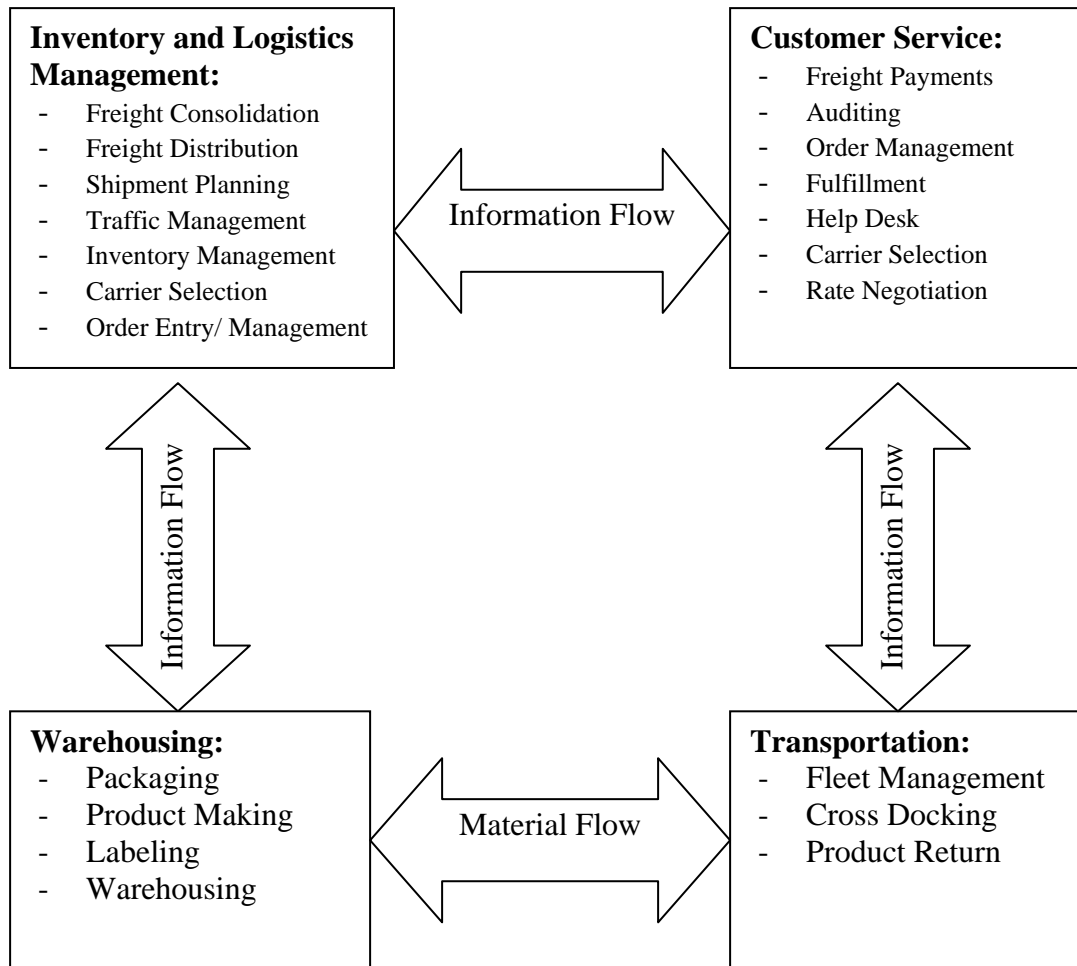 Inventory and Logistics
Management:
- Freight Consolidation
- Freight Distribution
- Shipment Planning
- Traffic Management
- Inventory Management
- Carrier Selection
- Order Entry/ Management
Information Flow
Customer Service:
- Freight Payments
- Auditing
- Order Management
- Fulfillment
- Help Desk
- Carrier Selection
- Rate Negotiation
Information Flow
Information Flow
Warehousing:
- Packaging
- Product Making
- Labeling
- Warehousing
Material Flow
Transportation:
- Fleet Management
- Cross Docking
- Product Return